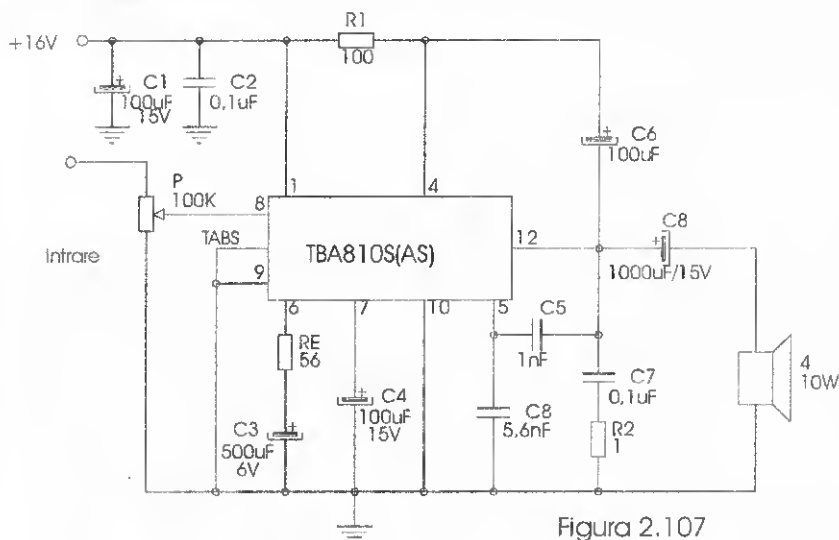 R1
+16V
100
C1
100uF
15V
C2
0,1uF
C6
100uF
P
100K
1
4
8
C8
TABS
TBA810S(AS)
12
1000uF/15V
Intrare
9
6
7
10
5
C5
1nF
RE
56
C7
0,1uF
4
10W
C3
500uF
6V
C4
100uF
15V
C8
5,6nF
R2
1
Figura 2.107